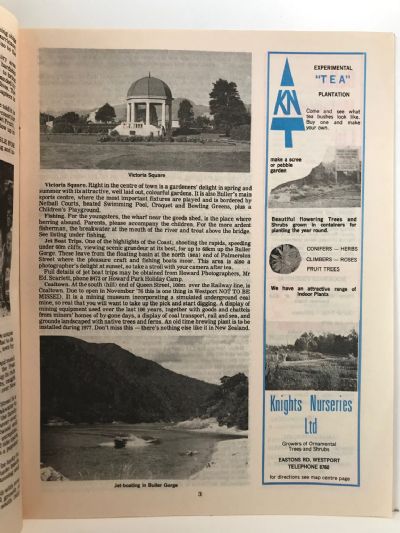 Victoria Square
Victoria Square. Right in the centre of town is a gardeners' delight in spring and
summer with its attractive, well laid out, colourful gardens. It is also Buller's main
sports centre, where the most important fixtures are played and is bordered by
Netball Courts, heated Swimming Pool, Croquet and Bowling Greens, plus a
Children's Playground.
Fishing. For the youngsters, the wharf near the goods shed, is the place where
herring abound. Parents, please accompany the children. For the more ardent
fisherman, the breakwater at the mouth of the river and trout above the bridge.
See listing under fishing.
Jet Boat Trips. One of the highlights of the Coast, shooting the rapids, speeding
under 60m cliffs, viewing scenic grandeur at its best, for up to 65km up the Buller
Gorge. These leave from the floating basin at the north (sea) end of Palmerston
Street where the pleasure craft and fishing boats moor. This area is also a
photographer's delight at sunset, so take a stroll with your camera after tea.
Full details of jet boat trips may be obtained from Howard Photographers, Mr
Ed. Scarlett, phone 8672 or Howard Park Holiday Camp.
Coaltown. At the south (hill) end of Queen Street, 100m over the Railway line, is
Coaltown. Due to open in November '76 this is one thing in Westport NOT TO BE
MISSED. It is a mining museum incorporating a simulated underground coal
mine, so real that you will want to take up the pick and start digging. A display of
mining equipment used over the last 100 years, together with goods and chattels
from miners' homes of by-gone days, a display of coal transport, rail and sea, and
grounds landscaped with native trees and ferns. An old time brewing plant is to be
installed during 1977. Don't miss this — there's nothing else like it in New Zealand.
Jet-boating in Buller Gorge
3
KN
EXPERIMENTAL
"TEA"
PLANTATION
Come and see what
tea bushes look like.
Buy one and make
your own.
make a scree
or pebble
garden
Beautiful flowering Trees and
Shrubs grown in containers for
planting the year round.
CONIFERS — HERBS
CLIMBERS — ROSES
FRUIT TREES
We have an attractive range of
Indoor Plants
Knights Nurseries
Ltd
Growers of Ornamental
Trees and Shrubs
EASTONS RD, WESTPORT
TELEPHONE 8760
for directions see map centre page